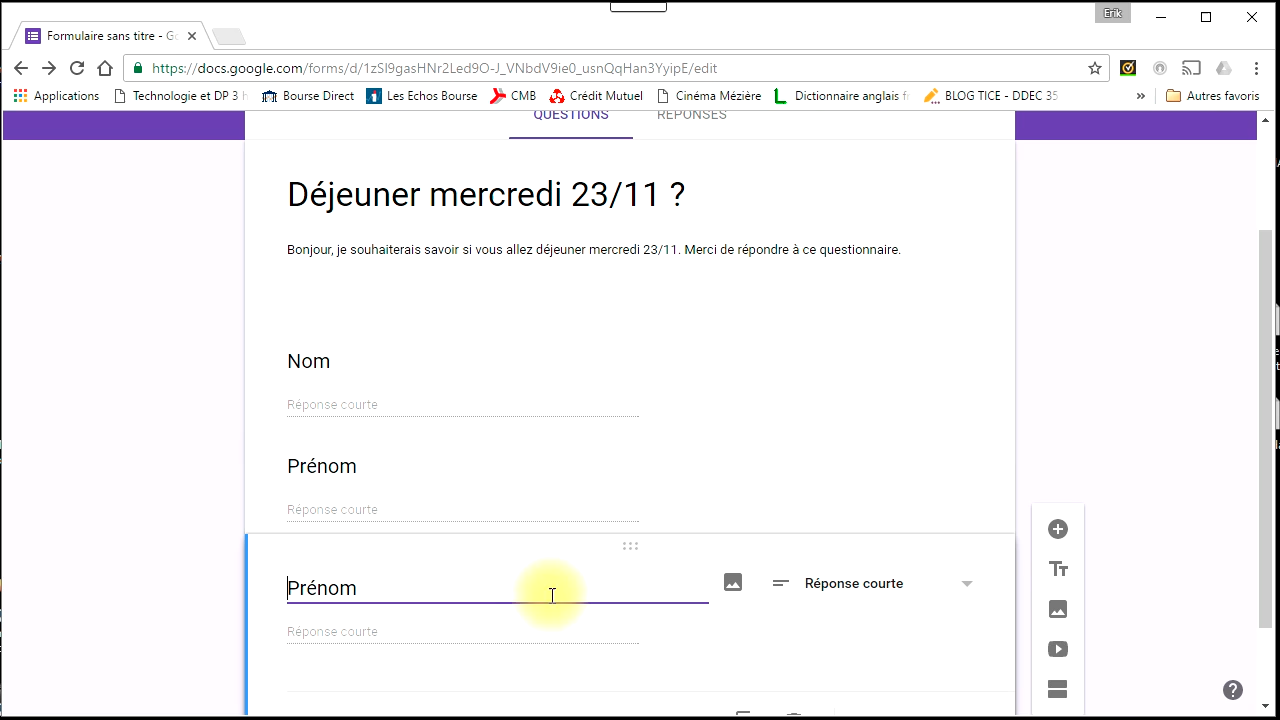 Erik
Formulaire sans titre - Go
https://docs.google.com/forms/d/1zSl9gasHNr2Led9O-J_VNbdV9ie0_usnQqHan3YyipE/edit
Applications Technologie et DP 3 h Bourse Direct Les Echos Bourse CMB Crédit Mutuel Cinéma Mézière Dictionnaire anglais fr BLOG TICE - DDEC 35 » Autres favoris
QUESTIONS RÉPONSES
Déjeuner mercredi 23/11 ?
Bonjour, je souhaiterais savoir si vous allez déjeuner mercredi 23/11. Merci de répondre à ce questionnaire.
Nom
Réponse courte
Prénom
Réponse courte
Prénom
Réponse courte
Réponse courte